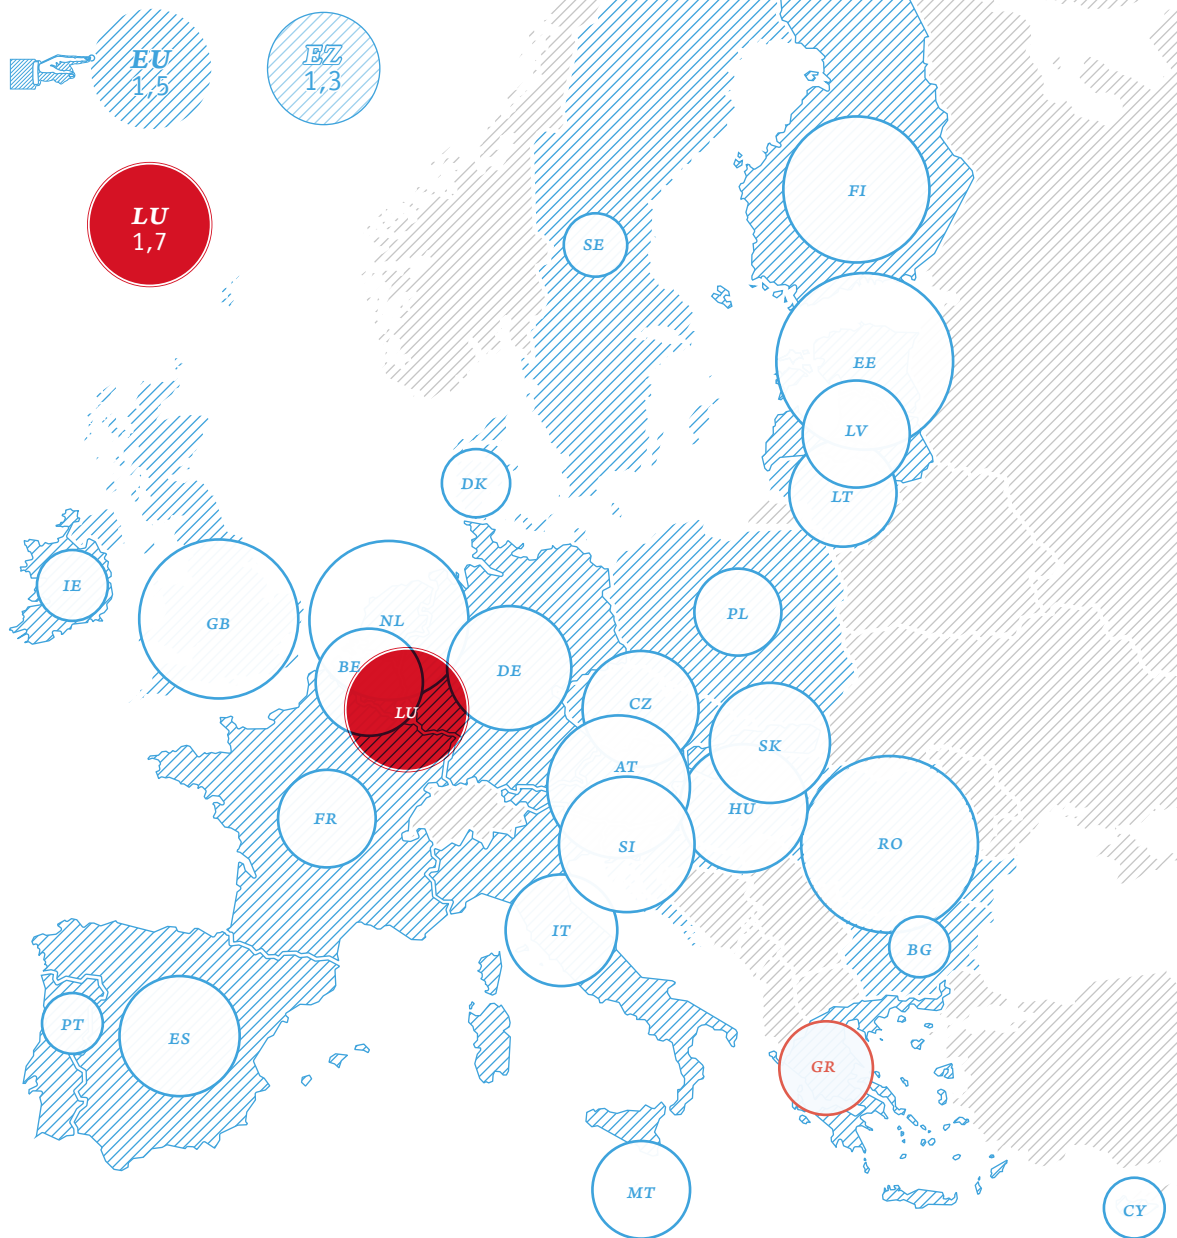 EU
1,5
EZ
1,3
LU
1,7
FI
SE
EE
LV
LT
DK
IE
GB
NL
BE
LU
DE
PL
CZ
SK
AT
HU
SI
FR
RO
IT
BG
PT
ES
GR
MT
CY